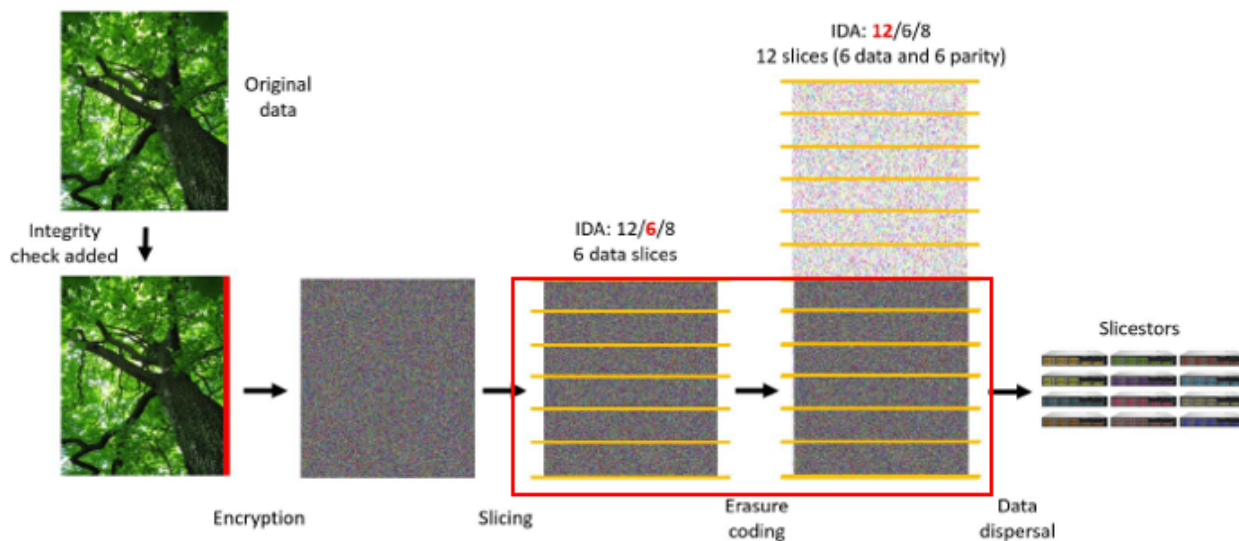 IDA: 12/6/8
12 slices (6 data and 6 parity)
Original
data
Integrity
check added
IDA: 12/6/8
6 data slices
Slicestors
Encryption
Slicing
Erasure
coding
Data
dispersal